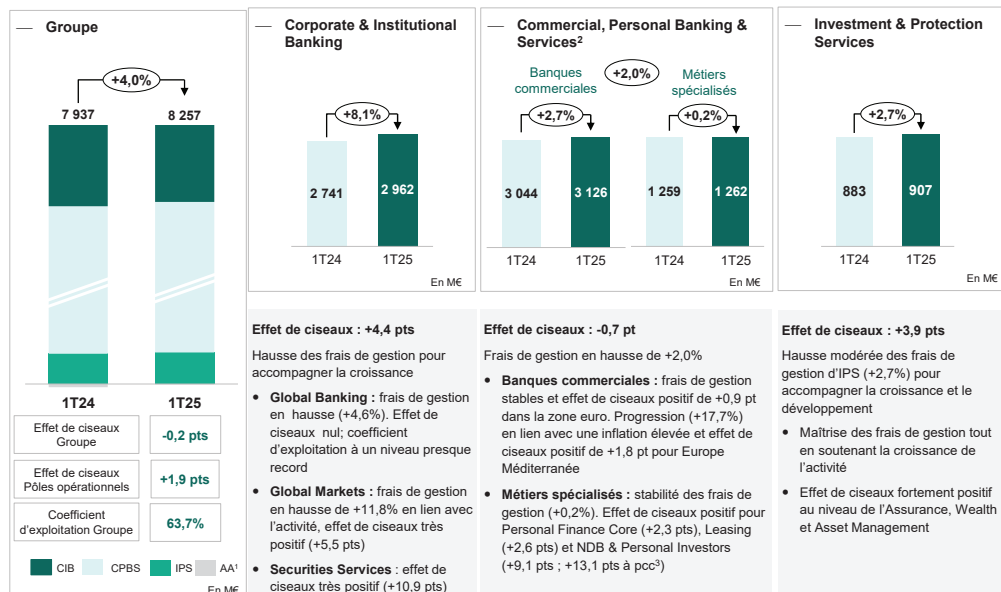 — Groupe
+4,0%
7 937
8 257
1T24
1T25
Effet de ciseaux
Groupe
-0,2 pts
Effet de ciseaux
Pôles opérationnels
+1,9 pts
Coefficient
d'exploitation Groupe
63,7%
CIB
CPBS
IPS
AA¹
En M€
— Corporate & Institutional
Banking
+8,1%
2 741
2 962
1T24
1T25
En M€
Effet de ciseaux : +4,4 pts
Hausse des frais de gestion pour
accompagner la croissance
• Global Banking : frais de gestion
en hausse (+4,6%). Effet de
ciseaux nul; coefficient
d'exploitation à un niveau presque
record
• Global Markets : frais de gestion
en hausse de +11,8% en lien avec
l'activité, effet de ciseaux très
positif (+5,5 pts)
• Securities Services : effet de
ciseaux très positif (+10,9 pts)
— Commercial, Personal Banking &
Services²
Banques
commerciales
+2,0%
Métiers
spécialisés
+2,7%
+0,2%
3 044
3 126
1 259
1 262
1T24
1T25
1T24
1T25
En M€
Effet de ciseaux : -0,7 pt
Frais de gestion en hausse de +2,0%
• Banques commerciales : frais de gestion
stables et effet de ciseaux positif de +0,9 pt
dans la zone euro. Progression (+17,7%)
en lien avec une inflation élevée et effet de
ciseaux positif de +1,8 pt pour Europe
Méditerranée
• Métiers spécialisés : stabilité des frais de
gestion (+0,2%). Effet de ciseaux positif pour
Personal Finance Core (+2,3 pts), Leasing
(+2,6 pts) et NDB & Personal Investors
(+9,1 pts ; +13,1 pts à pcc³)
— Investment & Protection
Services
+2,7%
883
907
1T24
1T25
En M€
Effet de ciseaux : +3,9 pts
Hausse modérée des frais de
gestion d'IPS (+2,7%) pour
accompagner la croissance et le
développement
• Maîtrise des frais de gestion tout
en soutenant la croissance de
l'activité
• Effet de ciseaux fortement positif
au niveau de l'Assurance, Wealth
et Asset Management